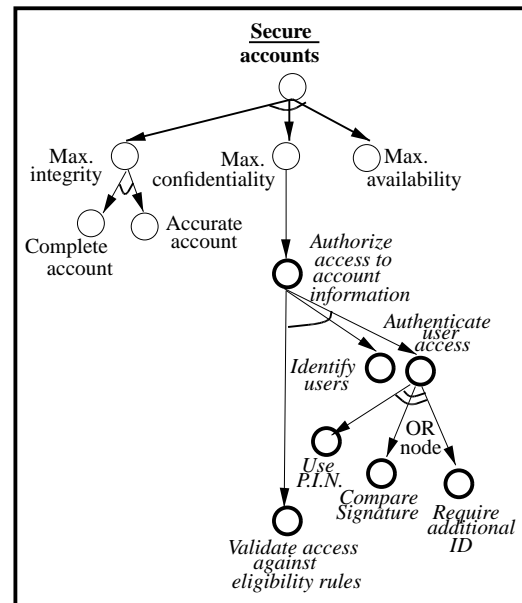 Secure
accounts
Max.
integrity
Max.
confidentiality
Max.
availability
Complete
account
Accurate
account
Authorize
access to
account
information
Authenticate
user
access
Identify
users
OR
node
Use
P.I.N.
Compare
Signature
Require
additional
ID
Validate access
against
eligibility rules